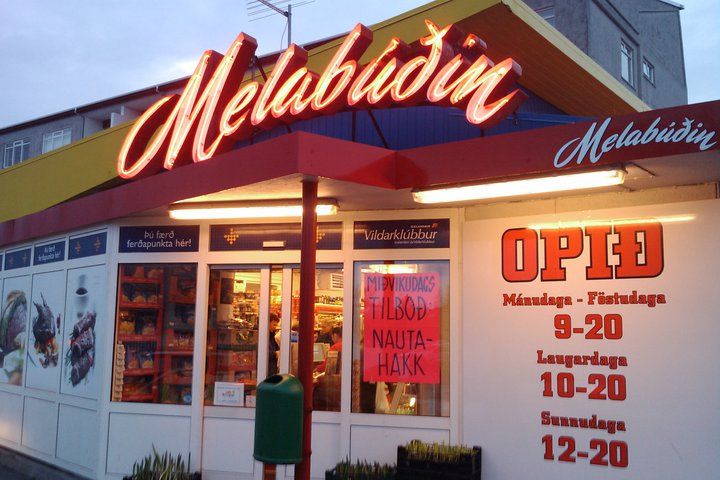 Melabúðin
Melabúðin
Þú færð
ferðapunkta hér!
Vildarklúbbur
OPIÐ
Mánudaga - Föstudaga
9-20
Laugardaga
10-20
Sunnudaga
12-20
MIÐVIKUDAGS
TILBOÐ:
NAUTA-
HAKK